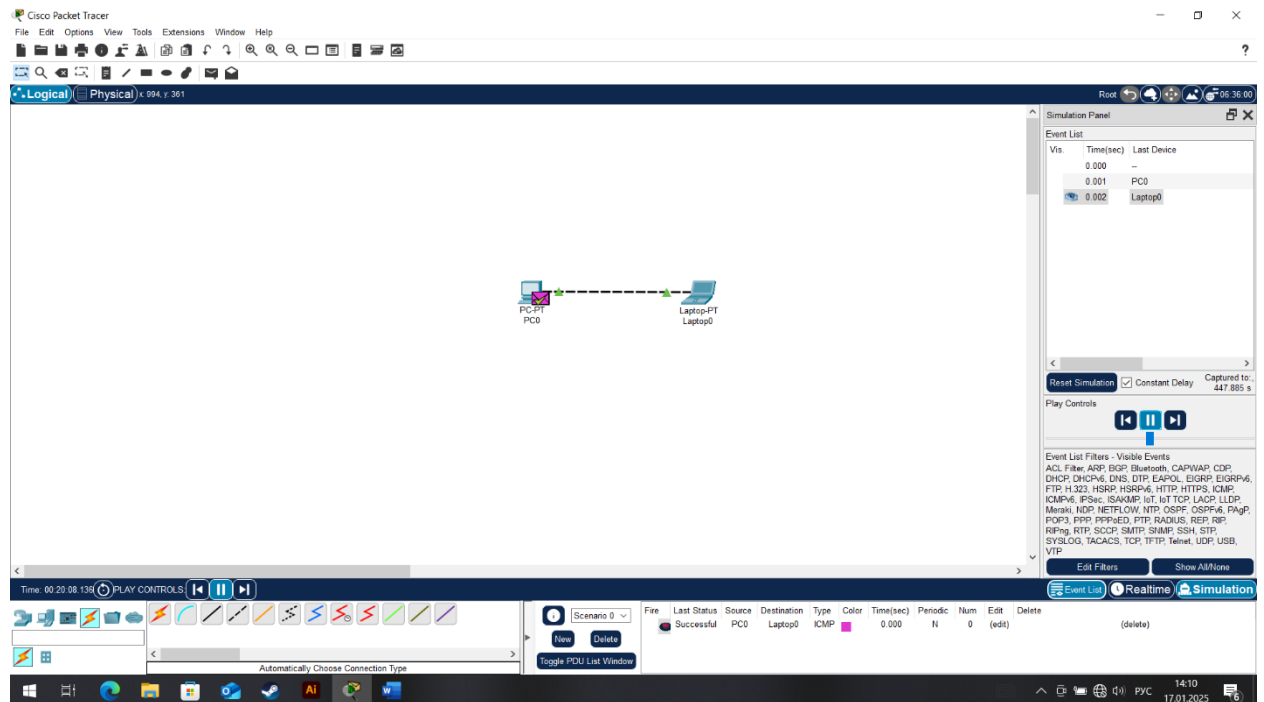 Cisco Packet Tracer
File Edit Options View Tools Extensions Window Help
?
Logical Physical x: 994, y: 361
Root 06:36:00
Simulation Panel
Event List
Vis. Time(sec) Last Device
0.000 --
0.001 PC0
0.002 Laptop0
PC-PT
PC0
Laptop-PT
Laptop0
Reset Simulation Constant Delay Captured to:
447.885 s
Play Controls
Event List Filters - Visible Events
ACL Filter, ARP, BGP, Bluetooth, CAPWAP, CDP,
DHCP, DHCPv6, DNS, DTP, EAPOL, EIGRP, EIGRPv6,
FTP, H.323, HSRP, HSRPv6, HTTP, HTTPS, ICMP,
ICMPv6, IPSec, ISAKMP, IoT, IoT TCP, LACP, LLDP,
Meraki, NDP, NETFLOW, NTP, OSPF, OSPFv6, PAgP,
POP3, PPP, PPPoED, PTP, RADIUS, REP, RIP,
RIPng, RTP, SCCP, SMTP, SNMP, SSH, STP,
SYSLOG, TACACS, TCP, TFTP, Telnet, UDP, USB,
VTP
Edit Filters Show All/None
Time: 00:20:08.136 PLAY CONTROLS:
Event List Realtime Simulation
Scenario 0
New Delete
Toggle PDU List Window
Fire Last Status Source Destination Type Color Time(sec) Periodic Num Edit Delete
Successful PC0 Laptop0 ICMP 0.000 N 0 (edit) (delete)
Automatically Choose Connection Type
Ai
W
РУС
14:10
17.01.2025
6